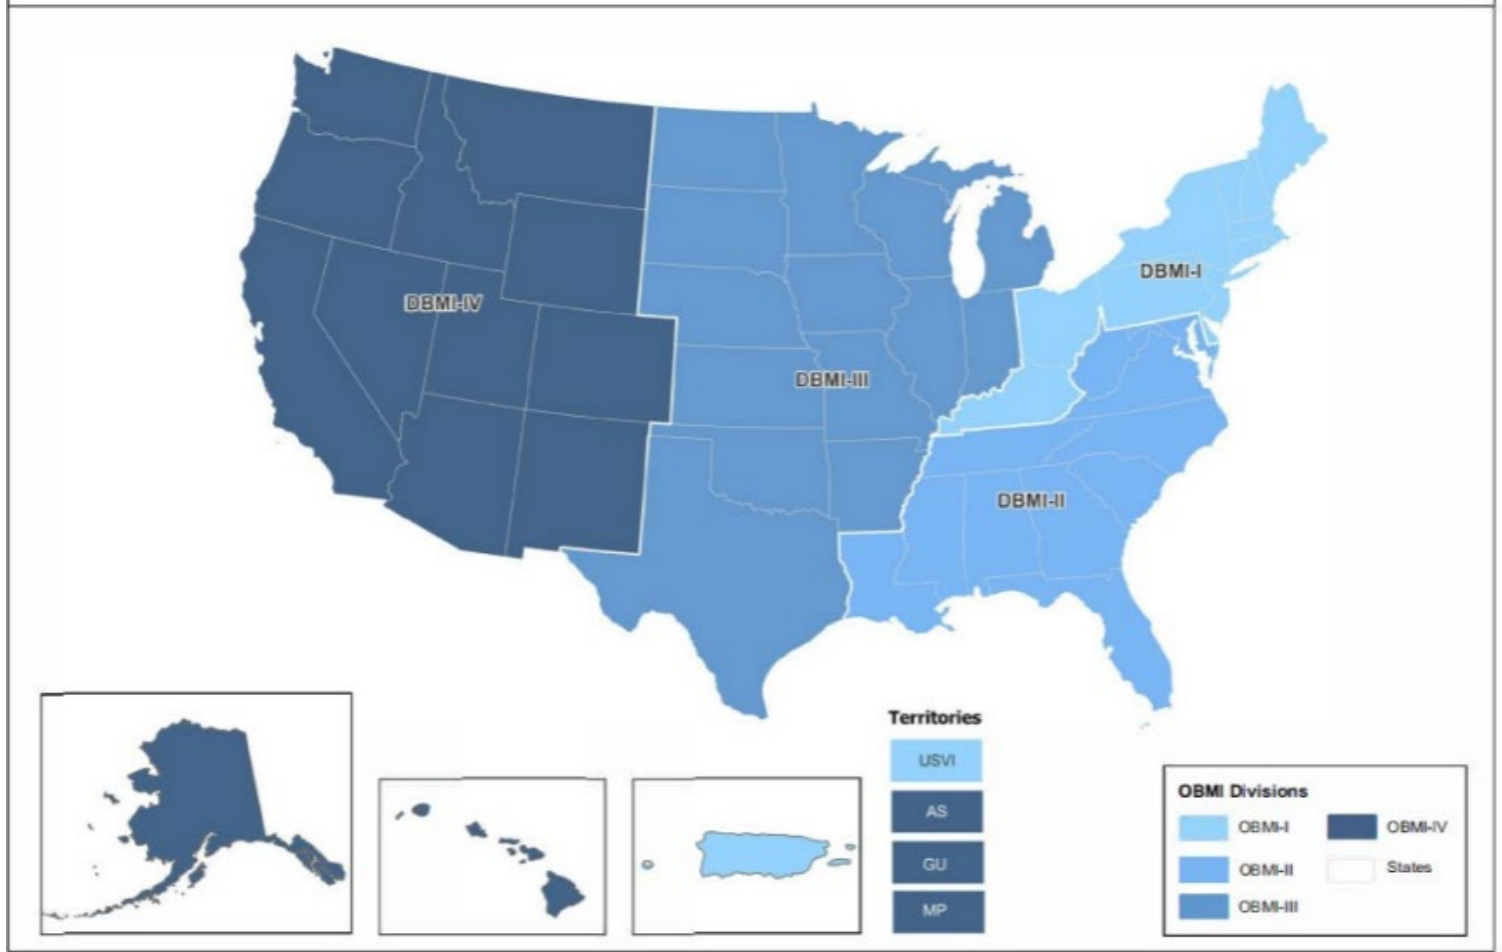 DBMI-I
DBMI-IV
DBMI-III
DBMI-II
Territories
USVI
AS
GU
MP
OBMI Divisions
OBMI-I
OBMI-IV
OBMI-II
States
OBMI-III